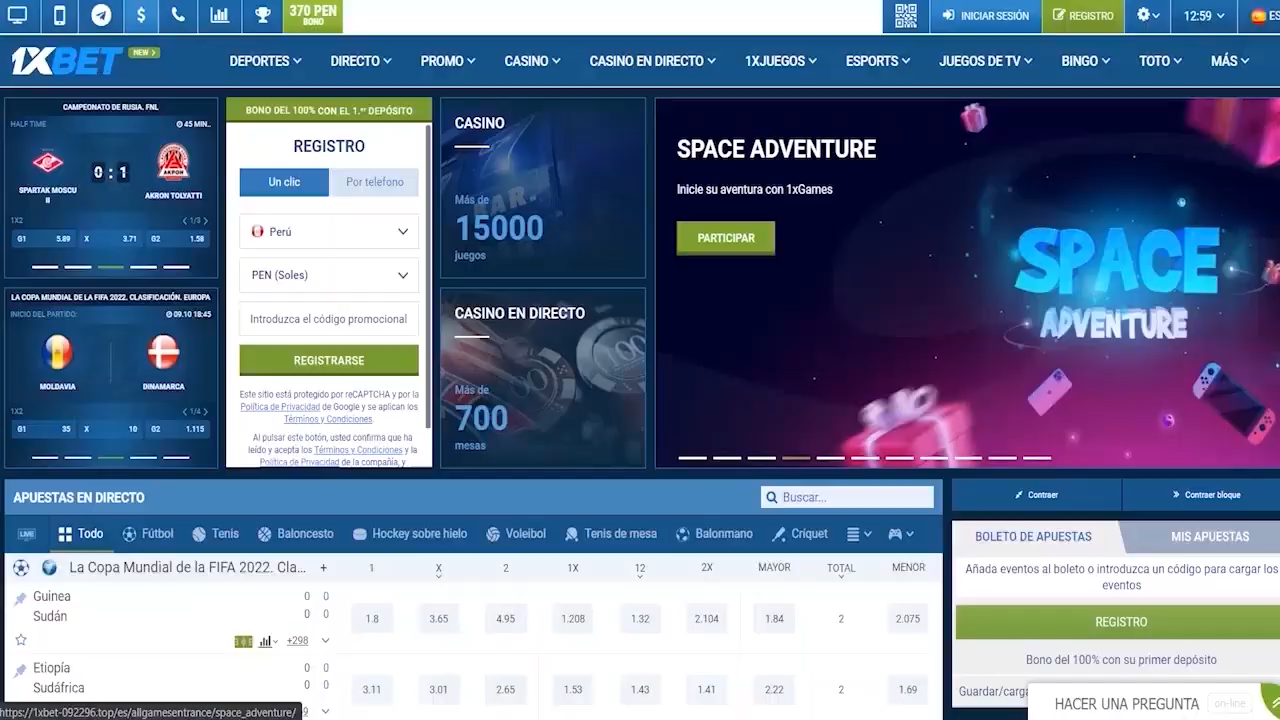 370 PEN
BONO
INICIAR SESIÓN
REGISTRO
12:59
ES
1XBET
NEW >
DEPORTES
DIRECTO
PROMO
CASINO
CASINO EN DIRECTO
1XJUEGOS
ESPORTS
JUEGOS DE TV
BINGO
TOTO
MÁS
CAMPEONATO DE RUSIA. FNL
HALF TIME
45 MIN..
0 : 1
SPARTAK MOSCU
II
AKRON TOLYATTI
1X2
1/3
G1 5.89 X 3.71 G2 1.58
LA COPA MUNDIAL DE LA FIFA 2022. CLASIFICACIÓN. EUROPA
INICIO DEL PARTIDO:
09.10 18:45
MOLDAVIA
DINAMARCA
1X2
1/4
G1 35 X 10 G2 1.115
BONO DEL 100% CON EL 1.er DEPÓSITO
REGISTRO
Un clic
Por telefono
Perú
PEN (Soles)
Introduzca el código promocional
REGISTRARSE
Este sitio está protegido por reCAPTCHA y por la
Política de Privacidad de Google y se aplican los
Términos y Condiciones.
Al pulsar este botón, usted confirma que ha
leído y acepta los Términos y Condiciones y la
Política de Privacidad de la compañía, y
CASINO
Más de
15000
juegos
CASINO EN DIRECTO
Más de
700
mesas
SPACE ADVENTURE
Inicie su aventura con 1xGames
PARTICIPAR
SPACE
ADVENTURE
APUESTAS EN DIRECTO
Buscar...
LIVE
Todo
Fútbol
Tenis
Baloncesto
Hockey sobre hielo
Voleibol
Tenis de mesa
Balonmano
Críquet
La Copa Mundial de la FIFA 2022. Cla... + 1 X 2 1X 12 2X MAYOR TOTAL MENOR
Guinea 0 0
Sudán 0 0
1.8 3.65 4.95 1.208 1.32 2.104 1.84 2 2.075
+298
Etiopía 0 0
Sudáfrica 0 0
3.11 3.01 2.65 1.53 1.43 1.41 2.22 2 1.69
https://1xbet-092296.top/es/allgamesentrance/space_adventure/
Contraer
Contraer bloque
BOLETO DE APUESTAS
MIS APUESTAS
Añada eventos al boleto o introduzca un código para cargar los
eventos
REGISTRO
Bono del 100% con su primer depósito
Guardar/carga
HACER UNA PREGUNTA
on-line